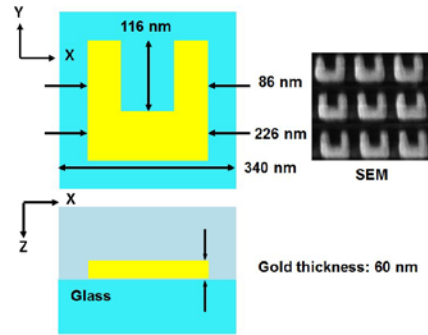 Y
116 nm
X
86 nm
226 nm
340 nm
SEM
X
Z
Gold thickness: 60 nm
Glass